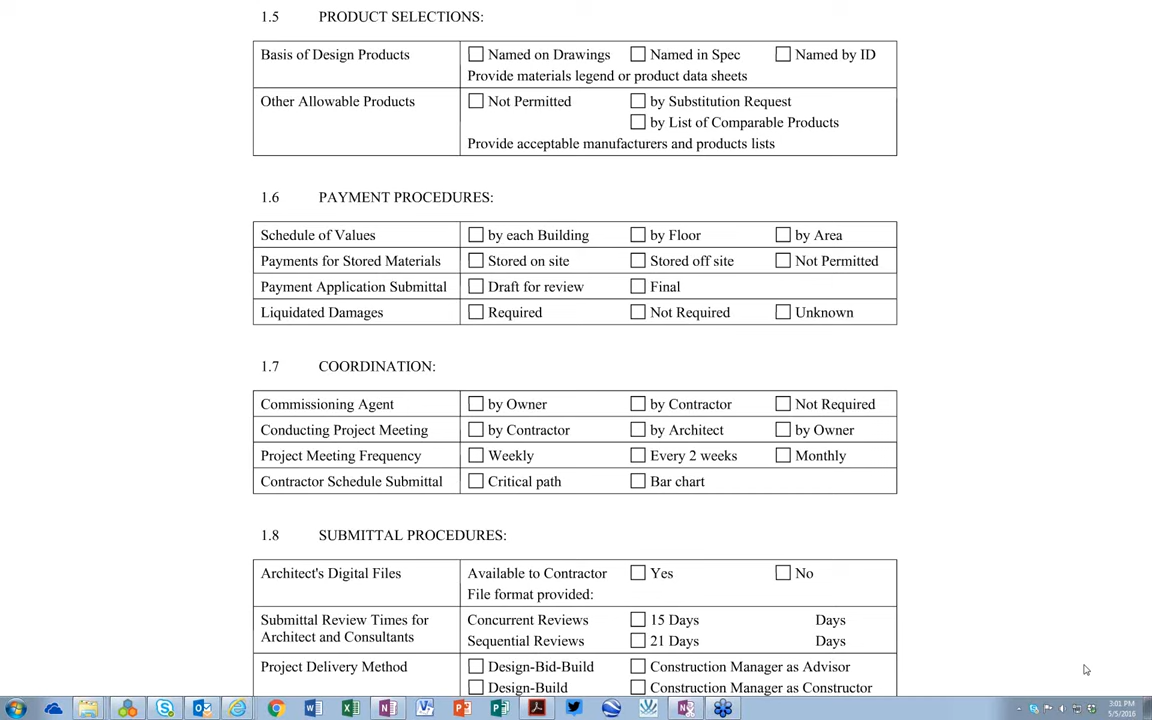 1.5 PRODUCT SELECTIONS:
Basis of Design Products Named on Drawings Named in Spec Named by ID
Provide materials legend or product data sheets
Other Allowable Products Not Permitted by Substitution Request
by List of Comparable Products
Provide acceptable manufacturers and products lists
1.6 PAYMENT PROCEDURES:
Schedule of Values by each Building by Floor by Area
Payments for Stored Materials Stored on site Stored off site Not Permitted
Payment Application Submittal Draft for review Final
Liquidated Damages Required Not Required Unknown
1.7 COORDINATION:
Commissioning Agent by Owner by Contractor Not Required
Conducting Project Meeting by Contractor by Architect by Owner
Project Meeting Frequency Weekly Every 2 weeks Monthly
Contractor Schedule Submittal Critical path Bar chart
1.8 SUBMITTAL PROCEDURES:
Architect's Digital Files Available to Contractor Yes No
File format provided:
Submittal Review Times for Concurrent Reviews 15 Days Days
Architect and Consultants Sequential Reviews 21 Days Days
Project Delivery Method Design-Bid-Build Construction Manager as Advisor
Design-Build Construction Manager as Constructor
3:01 PM
5/5/2016